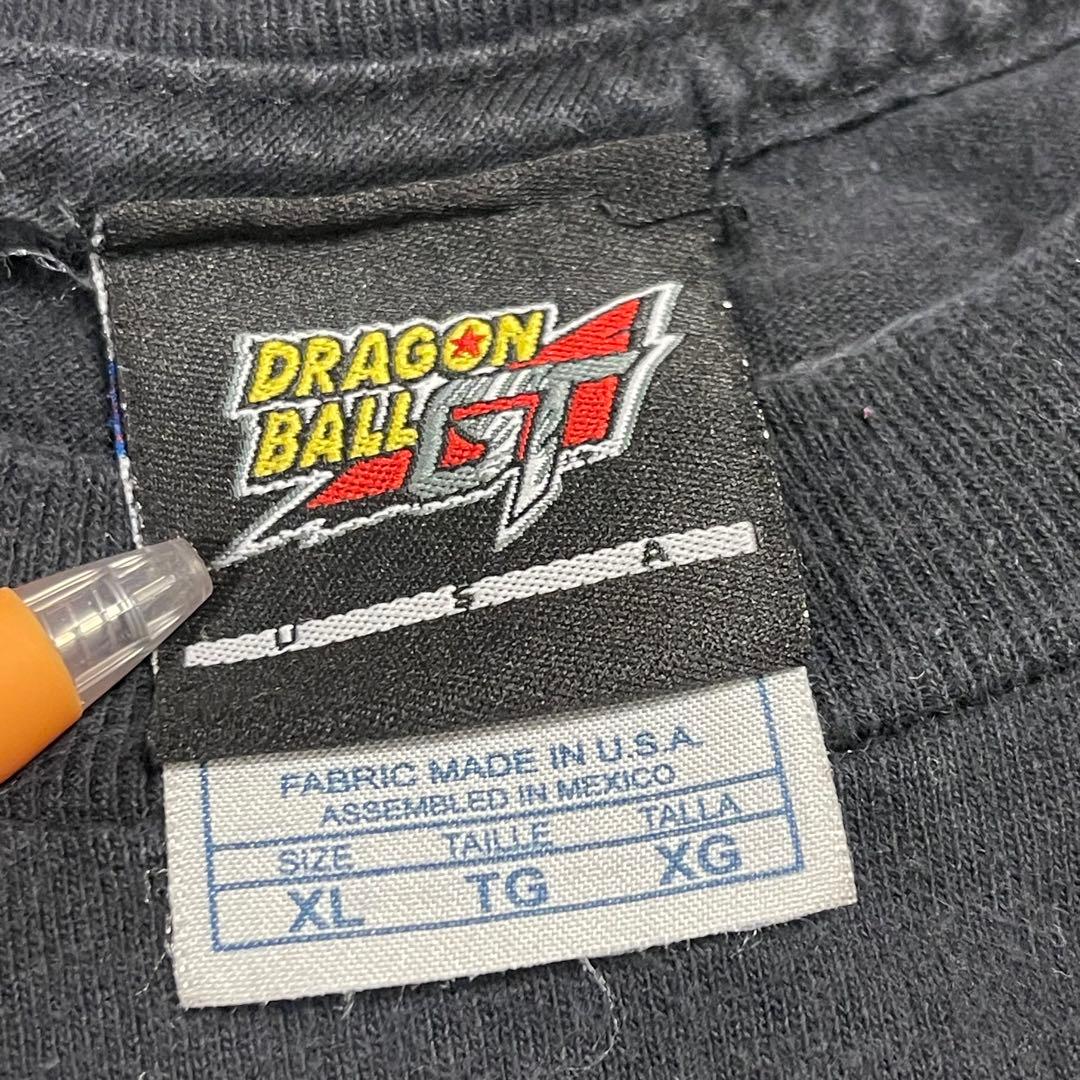 DRAGON
BALL GT
U S A
FABRIC MADE IN U.S.A.
ASSEMBLED IN MEXICO
SIZE TAILLE TALLA
XL TG XG